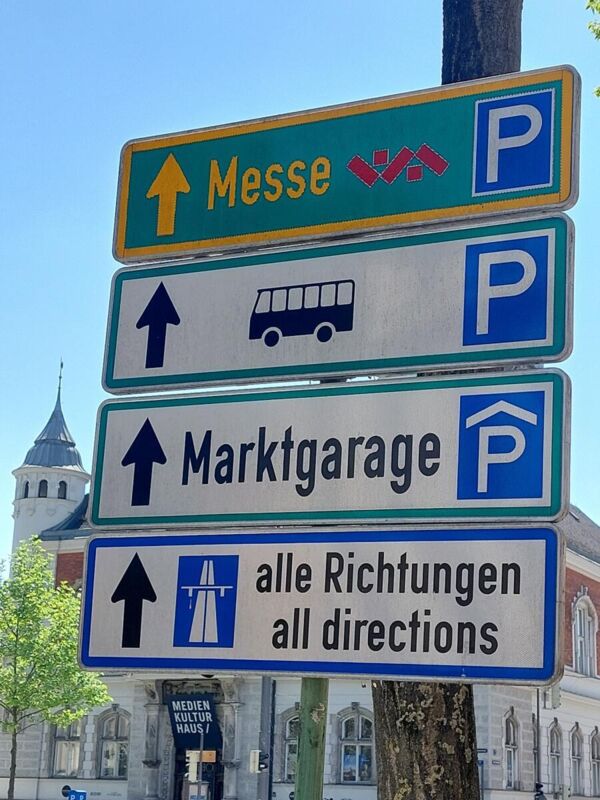 Messe P
P
Marktgarage P
alle Richtungen
all directions
MEDIEN
KULTUR
HAUS/
P